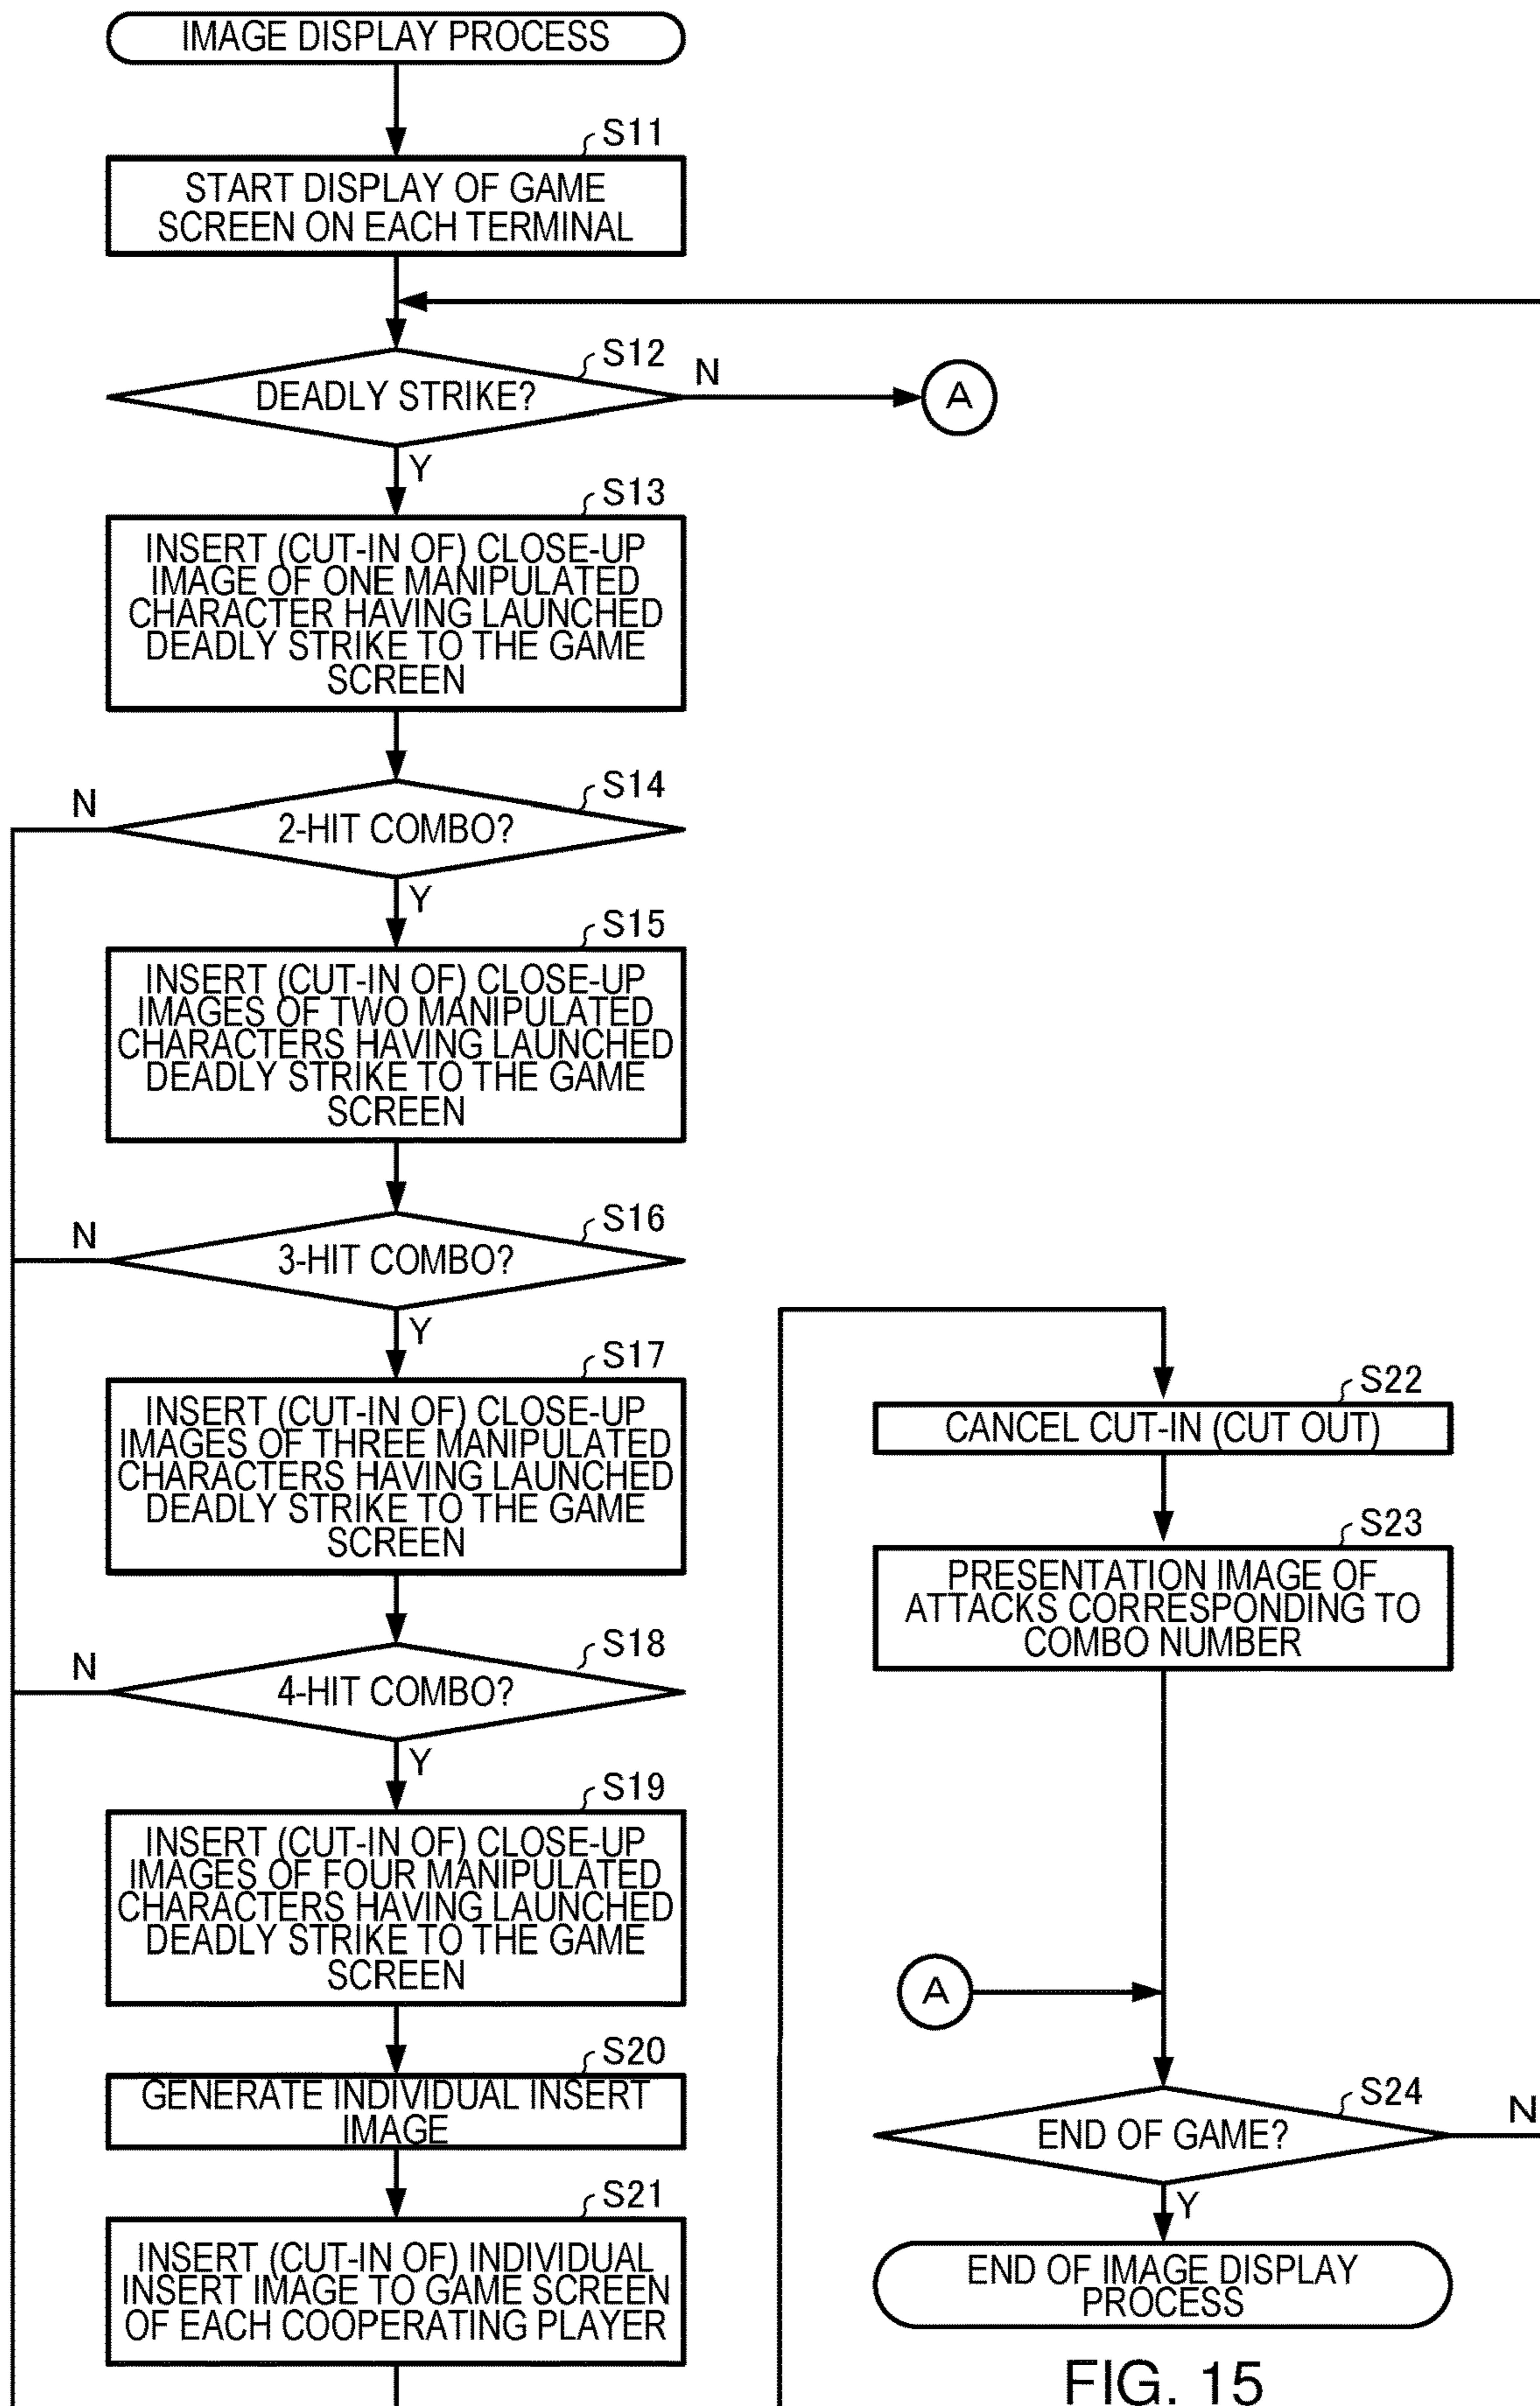 IMAGE DISPLAY PROCESS
S11
START DISPLAY OF GAME
SCREEN ON EACH TERMINAL
S12
DEADLY STRIKE?
N
A
Y
S13
INSERT (CUT-IN OF) CLOSE-UP
IMAGE OF ONE MANIPULATED
CHARACTER HAVING LAUNCHED
DEADLY STRIKE TO THE GAME
SCREEN
S14
N
2-HIT COMBO?
Y
S15
INSERT (CUT-IN OF) CLOSE-UP
IMAGES OF TWO MANIPULATED
CHARACTERS HAVING LAUNCHED
DEADLY STRIKE TO THE GAME
SCREEN
S16
N
3-HIT COMBO?
Y
S17
INSERT (CUT-IN OF) CLOSE-UP
IMAGES OF THREE MANIPULATED
CHARACTERS HAVING LAUNCHED
DEADLY STRIKE TO THE GAME
SCREEN
S18
N
4-HIT COMBO?
Y
S19
INSERT (CUT-IN OF) CLOSE-UP
IMAGES OF FOUR MANIPULATED
CHARACTERS HAVING LAUNCHED
DEADLY STRIKE TO THE GAME
SCREEN
S20
GENERATE INDIVIDUAL INSERT
IMAGE
S21
INSERT (CUT-IN OF) INDIVIDUAL
INSERT IMAGE TO GAME SCREEN
OF EACH COOPERATING PLAYER
S22
CANCEL CUT-IN (CUT OUT)
S23
PRESENTATION IMAGE OF
ATTACKS CORRESPONDING TO
COMBO NUMBER
A
S24
END OF GAME?
N
Y
END OF IMAGE DISPLAY
PROCESS
FIG. 15